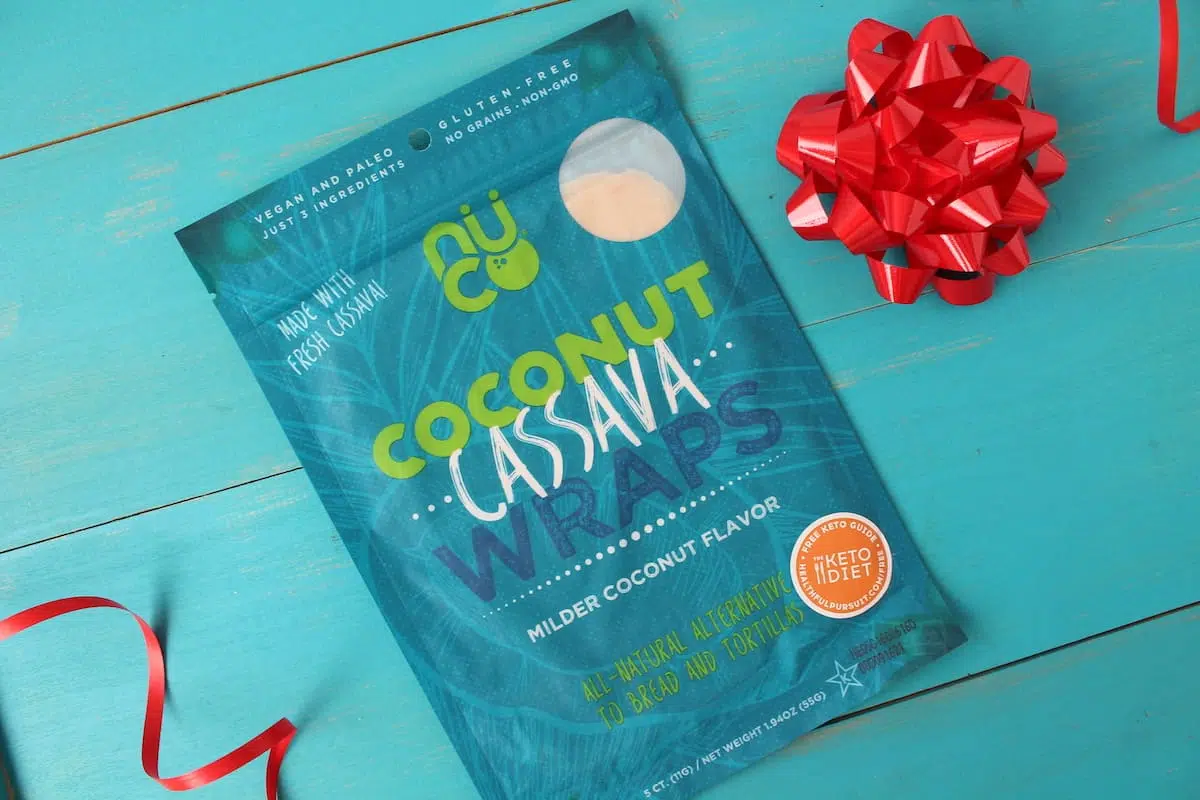 VEGAN AND PALEO
JUST 3 INGREDIENTS
GLUTEN-FREE
NO GRAINS · NON-GMO
MADE WITH
FRESH CASSAVA!
nüco
COCONUT
...CASSAVA...
WRAPS
MILDER COCONUT FLAVOR
ALL-NATURAL ALTERNATIVE
TO BREAD AND TORTILLAS
• FREE KETO GUIDE •
THE KETO
DIET
HEALTHFULPURSUIT.COM/FREE
K
5 CT. (11G) / NET WEIGHT 1.94OZ (55G)